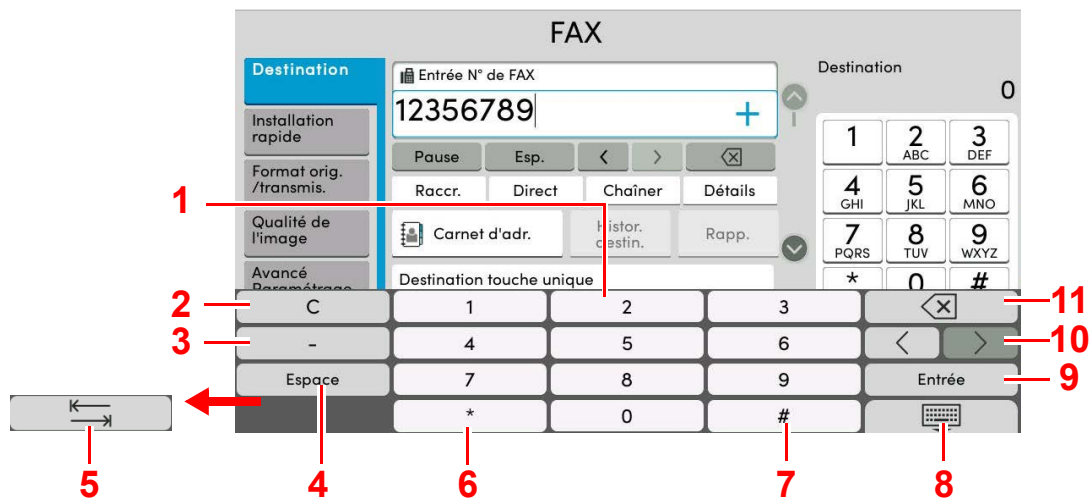 FAX
Destination
Installation
rapide
Format orig.
/transmis.
Qualité de
l'image
Avancé
Paramétrage
Entrée N° de FAX
12356789
+
Pause Esp. < >
Raccr. Direct Chaîner Détails
Carnet d'adr. Histor.
destin. Rapp.
Destination touche unique
Destination
0
1 2 3
ABC DEF
4 5 6
GHI JKL MNO
7 8 9
PQRS TUV WXYZ
* 0 #
C 1 2 3
- 4 5 6 < >
Espace 7 8 9 Entrée
* 0 #
1
2
3
4
5
6
7
8
9
10
11